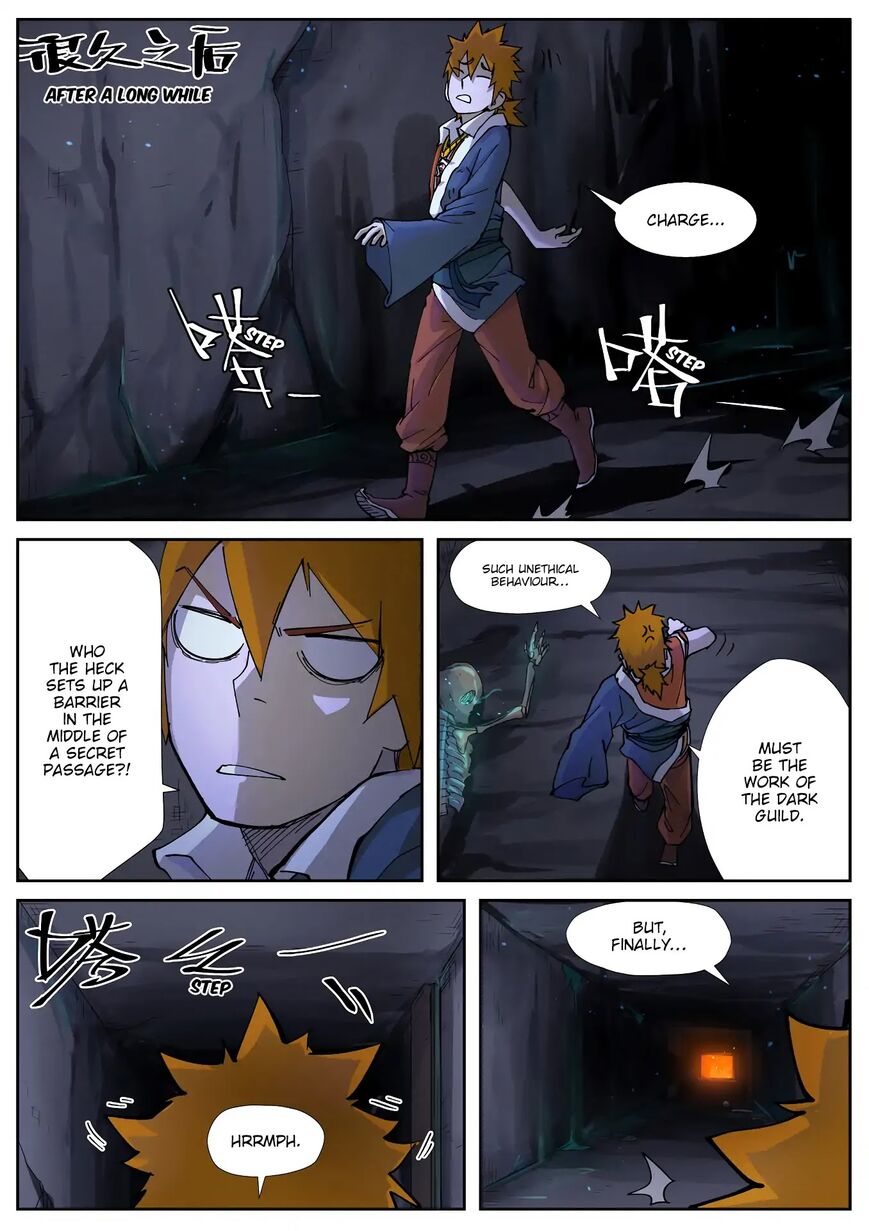 很久之后
AFTER A LONG WHILE
CHARGE...
嗒
STEP
嗒
STEP
WHO
THE HECK
SETS UP A
BARRIER
IN THE
MIDDLE OF
A SECRET
PASSAGE?!
SUCH UNETHICAL
BEHAVIOUR...
MUST
BE THE
WORK OF
THE DARK
GUILD.
嗒
STEP
HRRMPH.
BUT,
FINALLY...